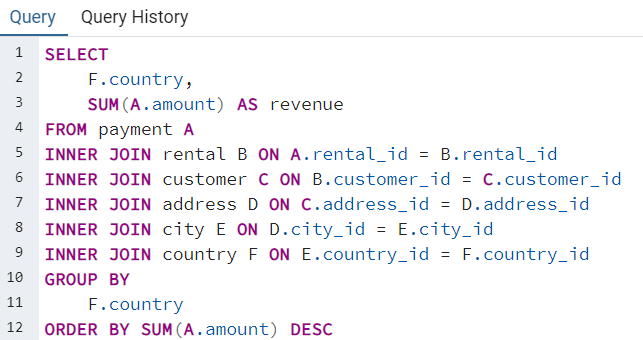 Query Query History
1 SELECT
2 F.country,
3 SUM(A.amount) AS revenue
4 FROM payment A
5 INNER JOIN rental B ON A.rental_id = B.rental_id
6 INNER JOIN customer C ON B.customer_id = C.customer_id
7 INNER JOIN address D ON C.address_id = D.address_id
8 INNER JOIN city E ON D.city_id = E.city_id
9 INNER JOIN country F ON E.country_id = F.country_id
10 GROUP BY
11 F.country
12 ORDER BY SUM(A.amount) DESC